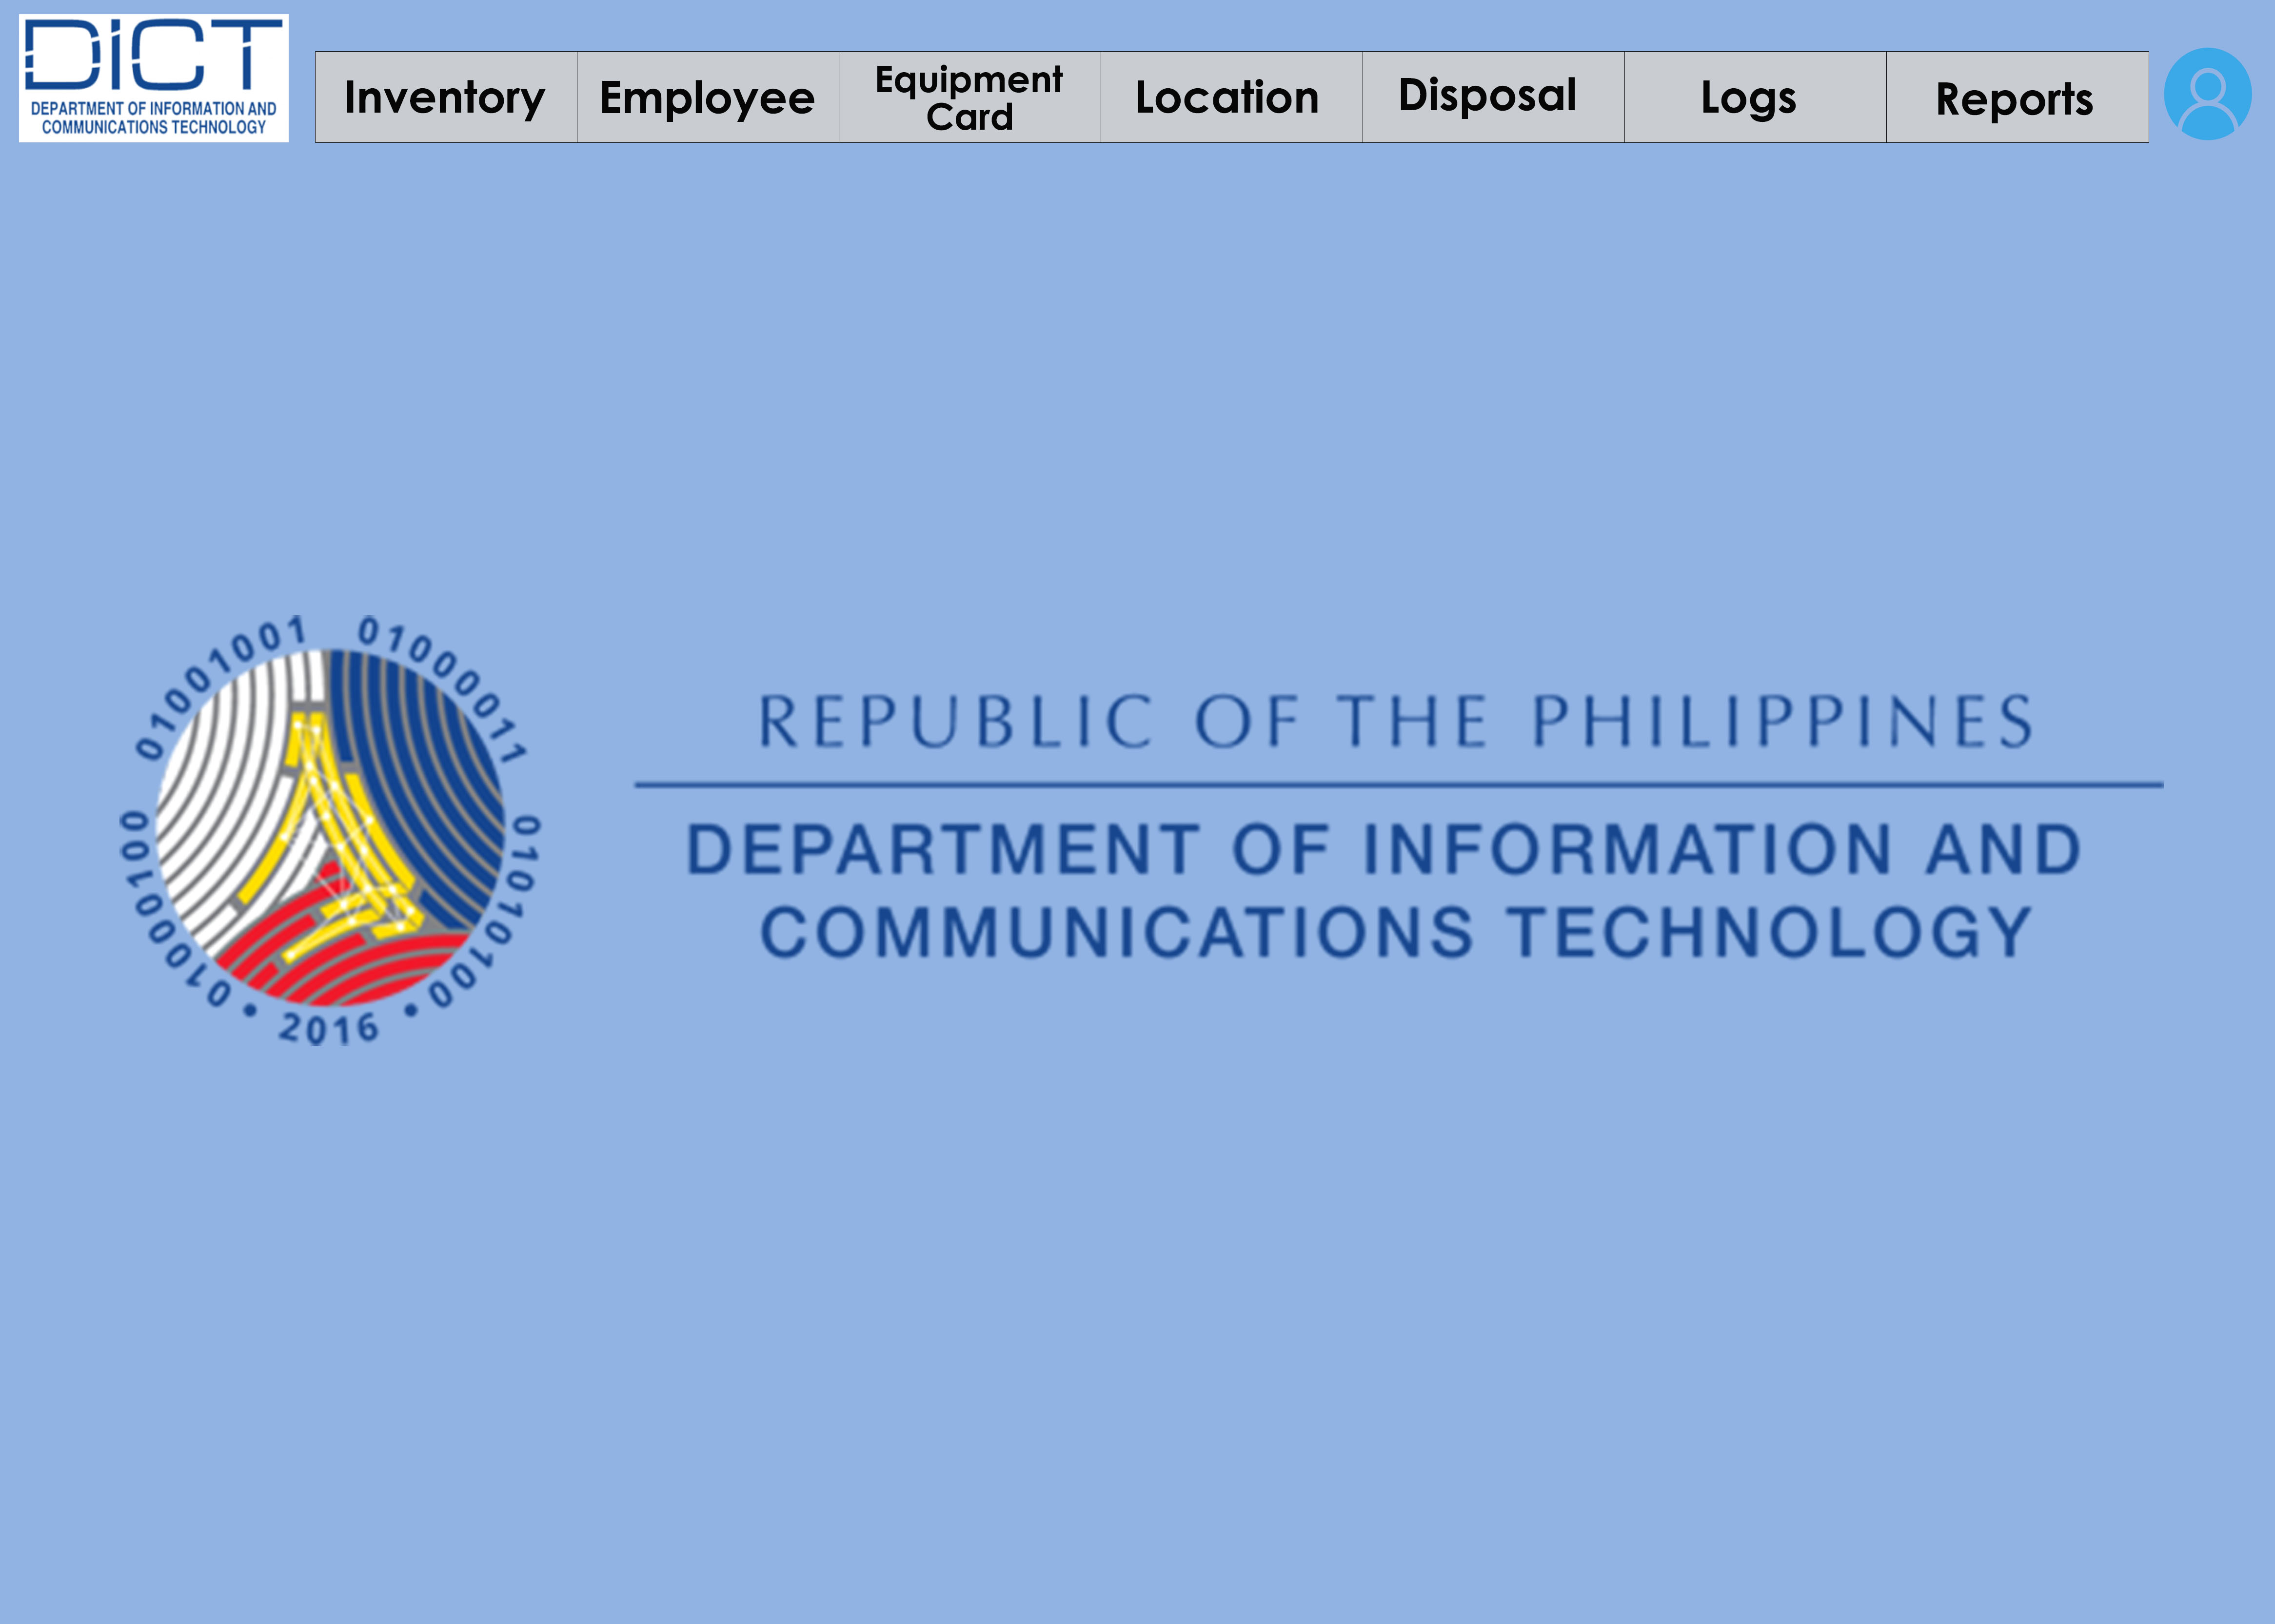 DICT
DEPARTMENT OF INFORMATION AND
COMMUNICATIONS TECHNOLOGY
Inventory
Employee
Equipment
Card
Location
Disposal
Logs
Reports
01001001
01000011
01010100
01000100
• 2016 •
REPUBLIC OF THE PHILIPPINES
DEPARTMENT OF INFORMATION AND
COMMUNICATIONS TECHNOLOGY